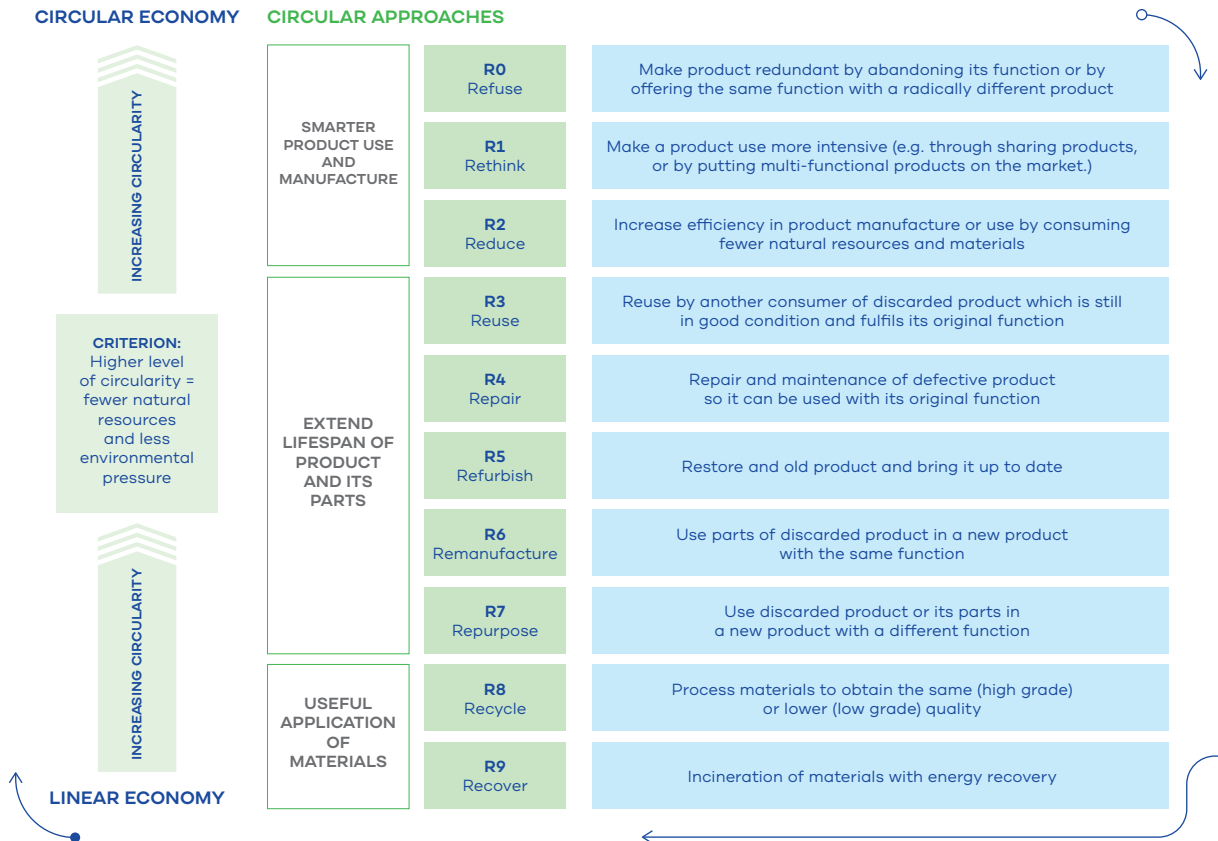 CIRCULAR ECONOMY
CIRCULAR APPROACHES
INCREASING CIRCULARITY
CRITERION:
Higher level
of circularity =
fewer natural
resources
and less
environmental
pressure
INCREASING CIRCULARITY
LINEAR ECONOMY
SMARTER
PRODUCT USE
AND
MANUFACTURE
R0
Refuse
Make product redundant by abandoning its function or by
offering the same function with a radically different product
R1
Rethink
Make a product use more intensive (e.g. through sharing products,
or by putting multi-functional products on the market.)
R2
Reduce
Increase efficiency in product manufacture or use by consuming
fewer natural resources and materials
EXTEND
LIFESPAN OF
PRODUCT
AND ITS
PARTS
R3
Reuse
Reuse by another consumer of discarded product which is still
in good condition and fulfils its original function
R4
Repair
Repair and maintenance of defective product
so it can be used with its original function
R5
Refurbish
Restore and old product and bring it up to date
R6
Remanufacture
Use parts of discarded product in a new product
with the same function
R7
Repurpose
Use discarded product or its parts in
a new product with a different function
USEFUL
APPLICATION
OF
MATERIALS
R8
Recycle
Process materials to obtain the same (high grade)
or lower (low grade) quality
R9
Recover
Incineration of materials with energy recovery